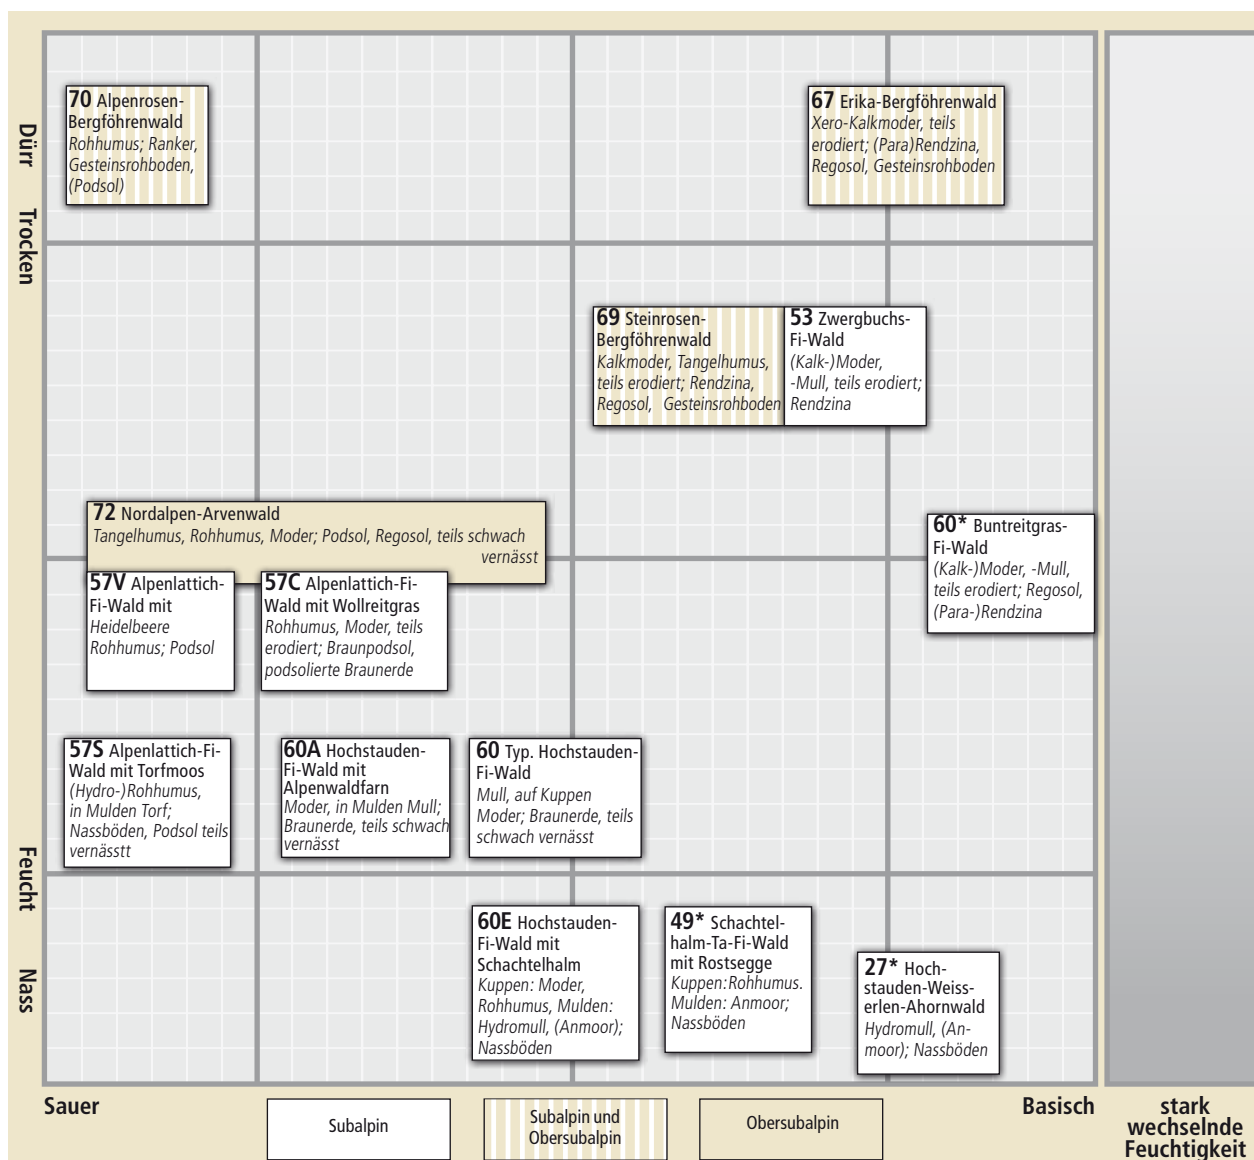 Dürr
Trocken
Feucht
Nass
70 Alpenrosen-
Bergföhrenwald
Rohhumus; Ranker,
Gesteinsrohboden,
(Podsol)
67 Erika-Bergföhrenwald
Xero-Kalkmoder, teils
erodiert; (Para)Rendzina,
Regosol, Gesteinsrohboden
69 Steinrosen-
Bergföhrenwald
Kalkmoder, Tangelhumus,
teils erodiert; Rendzina,
Regosol, Gesteinsrohboden
53 Zwergbuchs-
Fi-Wald
(Kalk-)Moder,
-Mull, teils erodiert;
Rendzina
72 Nordalpen-Arvenwald
Tangelhumus, Rohhumus, Moder; Podsol, Regosol, teils schwach
vernässt
60* Buntreitgras-
Fi-Wald
(Kalk-)Moder, -Mull,
teils erodiert; Regosol,
(Para-)Rendzina
57V Alpenlattich-
Fi-Wald mit
Heidelbeere
Rohhumus; Podsol
57C Alpenlattich-Fi-
Wald mit Wollreitgras
Rohhumus, Moder, teils
erodiert; Braunpodsol,
podsolierte Braunerde
57S Alpenlattich-Fi-
Wald mit Torfmoos
(Hydro-)Rohhumus,
in Mulden Torf;
Nassböden, Podsol teils
vernässtt
60A Hochstauden-
Fi-Wald mit
Alpenwaldfarn
Moder, in Mulden Mull;
Braunerde, teils schwach
vernässt
60 Typ. Hochstauden-
Fi-Wald
Mull, auf Kuppen
Moder; Braunerde, teils
schwach vernässt
60E Hochstauden-
Fi-Wald mit
Schachtelhalm
Kuppen: Moder,
Rohhumus, Mulden:
Hydromull, (Anmoor);
Nassböden
49* Schachtel-
halm-Ta-Fi-Wald
mit Rostsegge
Kuppen:Rohhumus.
Mulden: Anmoor;
Nassböden
27* Hoch-
stauden-Weiss-
erlen-Ahornwald
Hydromull, (An-
moor); Nassböden
Sauer
Basisch
stark
wechselnde
Feuchtigkeit
Subalpin
Subalpin und
Obersubalpin
Obersubalpin